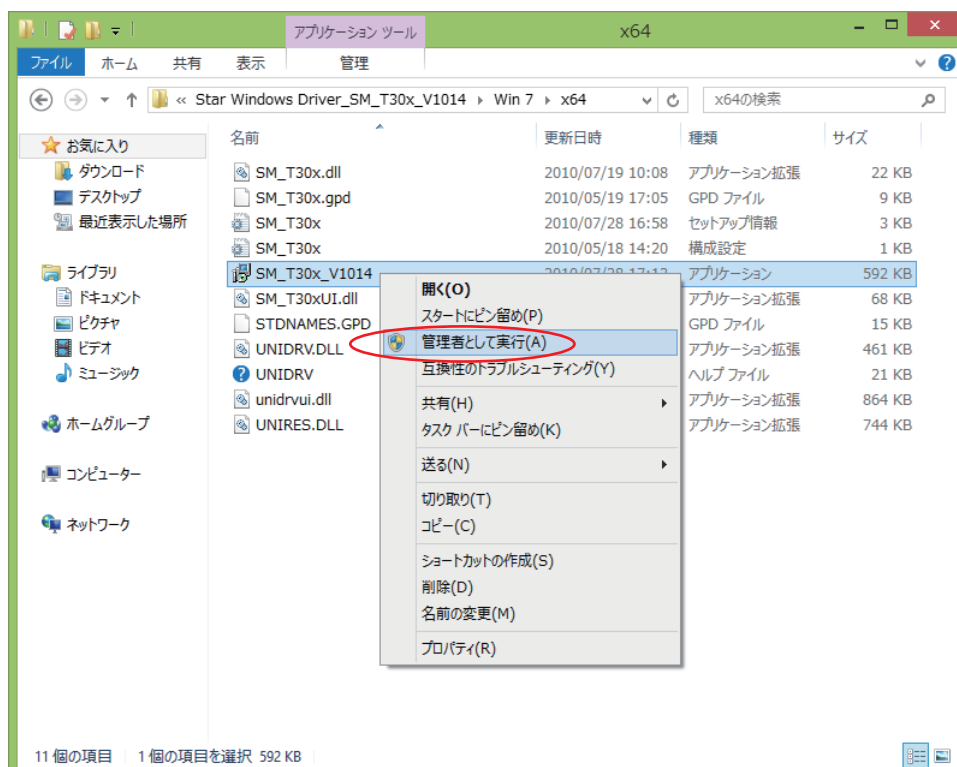 アプリケーション ツール
x64
ファイル ホーム 共有 表示 管理
« Star Windows Driver_SM_T30x_V1014 Win 7 x64 x64の検索
お気に入り
ダウンロード
デスクトップ
最近表示した場所
ライブラリ
ドキュメント
ピクチャ
ビデオ
ミュージック
ホームグループ
コンピューター
ネットワーク
名前 更新日時 種類 サイズ
SM_T30x.dll 2010/07/19 10:08 アプリケーション拡張 22 KB
SM_T30x.gpd 2010/05/19 17:05 GPD ファイル 9 KB
SM_T30x 2010/07/28 16:58 セットアップ情報 3 KB
SM_T30x 2010/05/18 14:20 構成設定 1 KB
SM_T30x_V1014 2010/07/28 17:12 アプリケーション 592 KB
SM_T30xUI.dll アプリケーション拡張 68 KB
STDNAMES.GPD GPD ファイル 15 KB
UNIDRV.DLL アプリケーション拡張 461 KB
UNIDRV ヘルプ ファイル 21 KB
unidrvui.dll アプリケーション拡張 864 KB
UNIRES.DLL アプリケーション拡張 744 KB
開く(O)
スタートにピン留め(P)
管理者として実行(A)
互換性のトラブルシューティング(Y)
共有(H)
タスク バーにピン留め(K)
送る(N)
切り取り(T)
コピー(C)
ショートカットの作成(S)
削除(D)
名前の変更(M)
プロパティ(R)
11 個の項目 1 個の項目を選択 592 KB